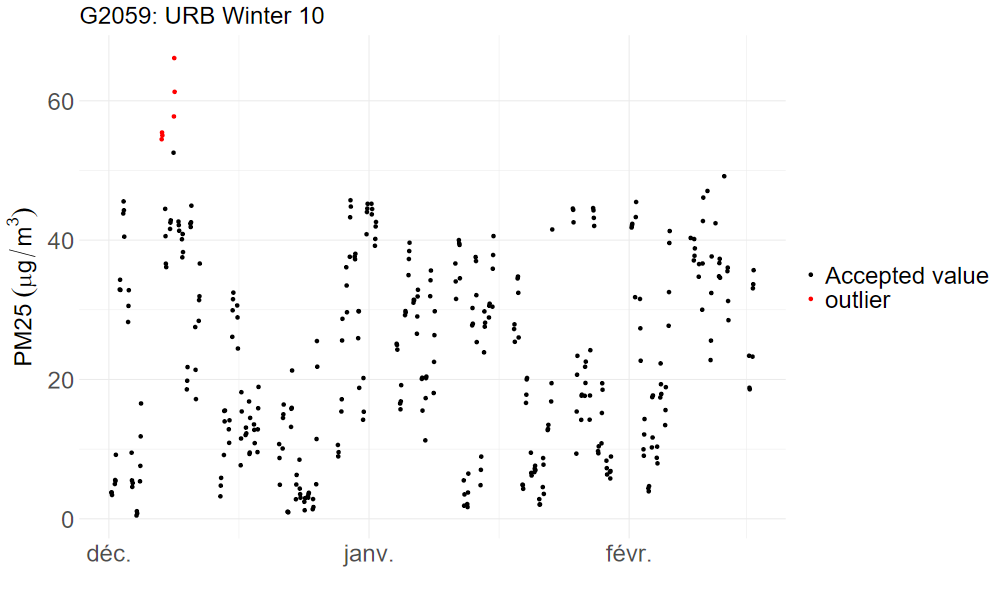 G2059: URB Winter 10
PM25 (μg/m³)
60
40
20
0
déc.
janv.
févr.
Accepted value
outlier